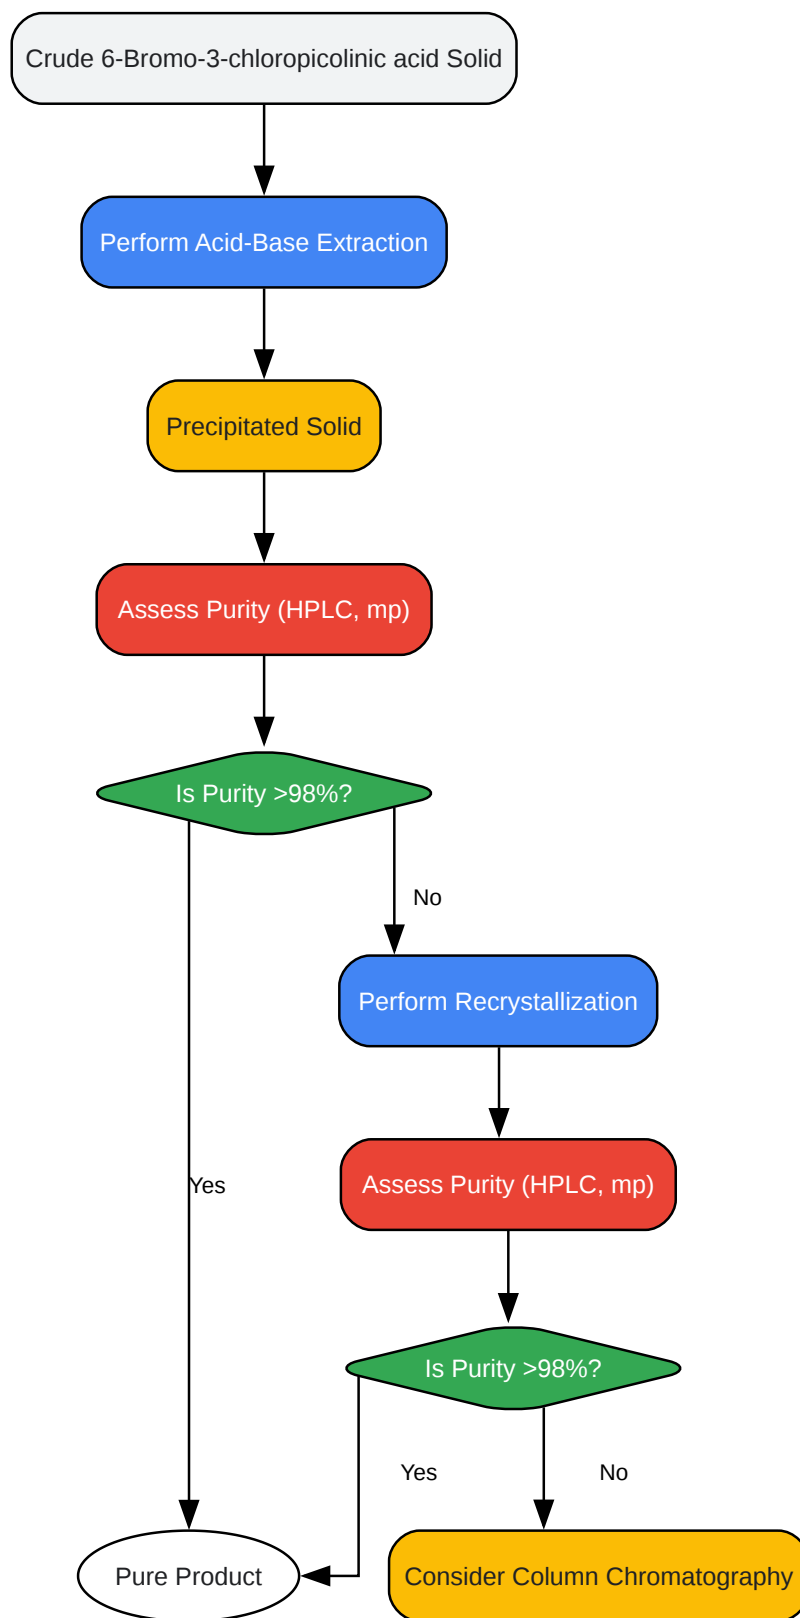 Crude 6-Bromo-3-chloropicolinic acid Solid
Perform Acid-Base Extraction
Precipitated Solid
Assess Purity (HPLC, mp)
Is Purity >98%?
No
Perform Recrystallization
Yes
Assess Purity (HPLC, mp)
Is Purity >98%?
Yes
No
Pure Product
Consider Column Chromatography